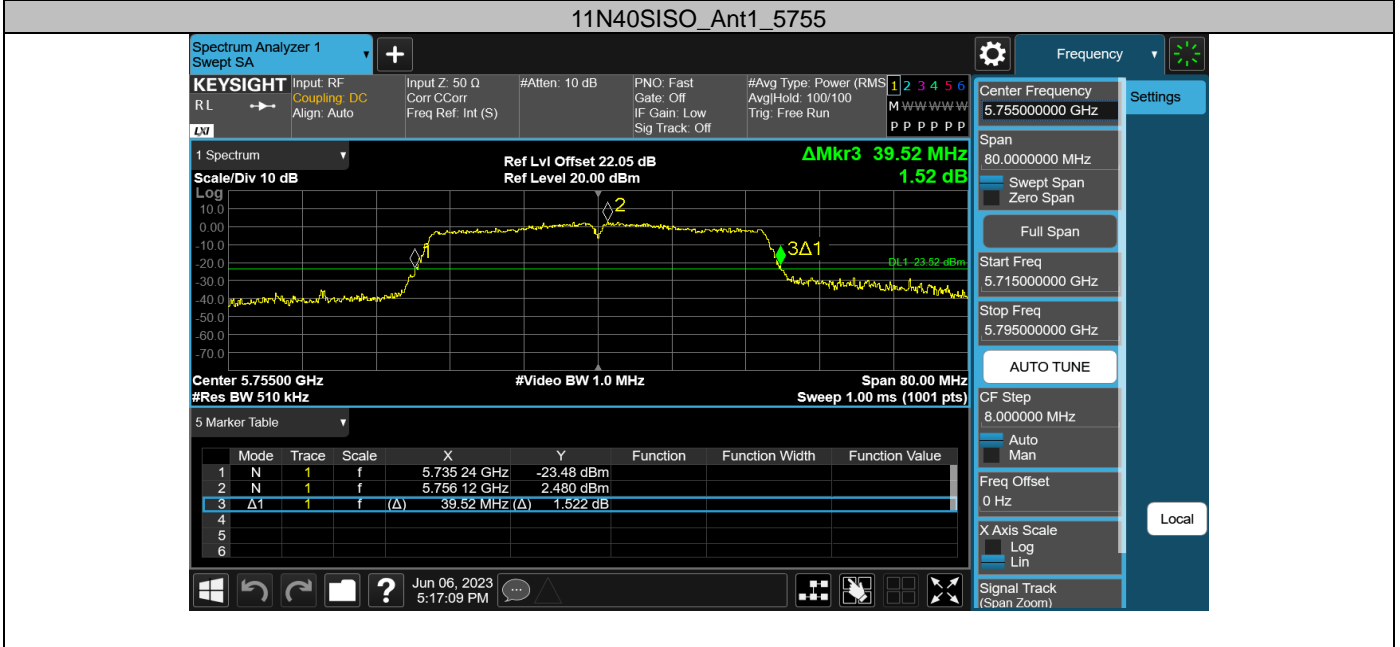 11N40SISO_Ant1_5755
Spectrum Analyzer 1
Swept SA
Frequency
KEYSIGHT
R L
LXI
Input: RF
Coupling: DC
Align: Auto
Input Z: 50 Ω
Corr CCorr
Freq Ref: Int (S)
#Atten: 10 dB
PNO: Fast
Gate: Off
IF Gain: Low
Sig Track: Off
#Avg Type: Power (RMS
Avg|Hold: 100/100
Trig: Free Run
1 2 3 4 5 6
M W W W W W
P P P P P P
1 Spectrum
Scale/Div 10 dB
Ref Lvl Offset 22.05 dB
Ref Level 20.00 dBm
ΔMkr3 39.52 MHz
1.52 dB
Log
10.0
0.00
-10.0
-20.0
-30.0
-40.0
-50.0
-60.0
-70.0
1
2
3Δ1
DL1 -23.52 dBm
Center 5.75500 GHz
#Video BW 1.0 MHz
Span 80.00 MHz
#Res BW 510 kHz
Sweep 1.00 ms (1001 pts)
5 Marker Table
Mode Trace Scale X Y Function Function Width Function Value
1 N 1 f 5.735 24 GHz -23.48 dBm
2 N 1 f 5.756 12 GHz 2.480 dBm
3 Δ1 1 f (Δ) 39.52 MHz (Δ) 1.522 dB
4
5
6
Jun 06, 2023
5:17:09 PM
Center Frequency
5.755000000 GHz
Span
80.0000000 MHz
Swept Span
Zero Span
Full Span
Start Freq
5.715000000 GHz
Stop Freq
5.795000000 GHz
AUTO TUNE
CF Step
8.000000 MHz
Auto
Man
Freq Offset
0 Hz
X Axis Scale
Log
Lin
Signal Track
(Span Zoom)
Settings
Local